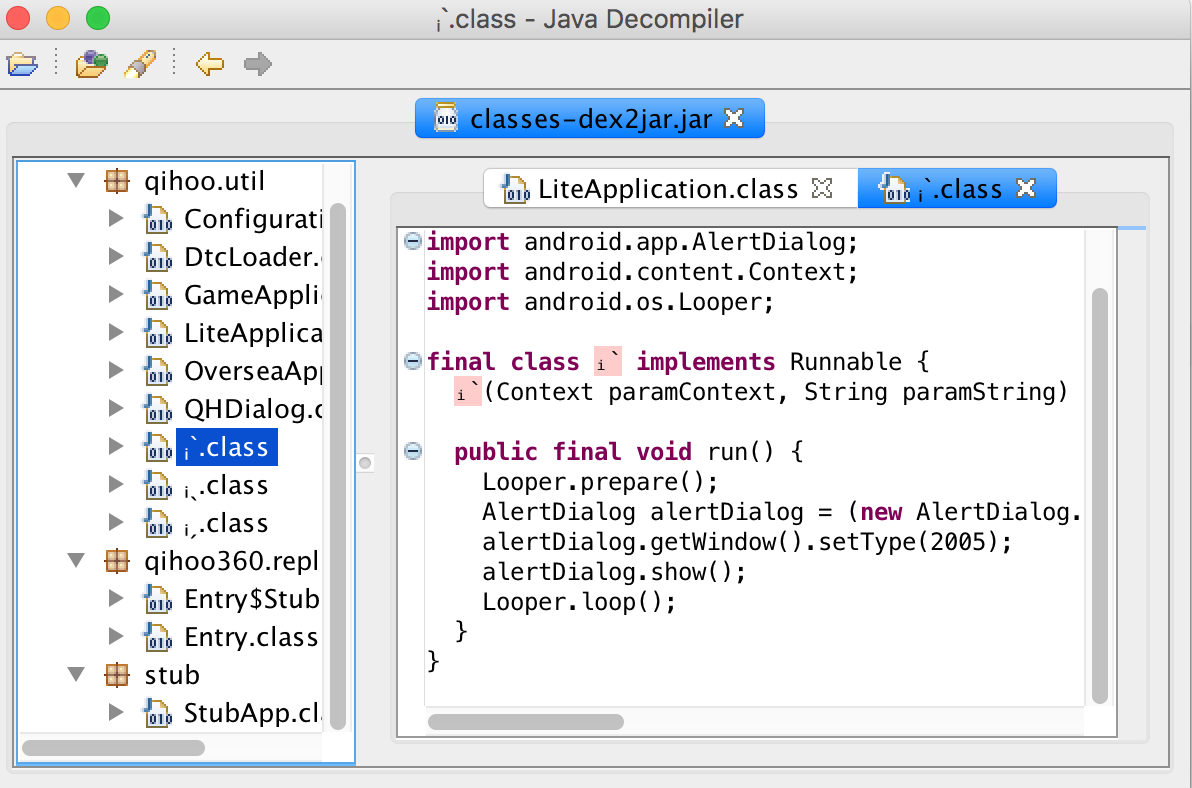 ᵢ`.class - Java Decompiler
classes-dex2jar.jar
qihoo.util
Configurati
DtcLoader.
GameAppli
LiteApplica
OverseaApp
QHDialog.c
ᵢ`.class
ᵢˎ.class
ᵢˏ.class
qihoo360.repl
Entry$Stub
Entry.class
stub
StubApp.cl
LiteApplication.class
ᵢ`.class
import android.app.AlertDialog;
import android.content.Context;
import android.os.Looper;
final class ᵢ` implements Runnable {
ᵢ`(Context paramContext, String paramString)
public final void run() {
Looper.prepare();
AlertDialog alertDialog = (new AlertDialog.
alertDialog.getWindow().setType(2005);
alertDialog.show();
Looper.loop();
}
}